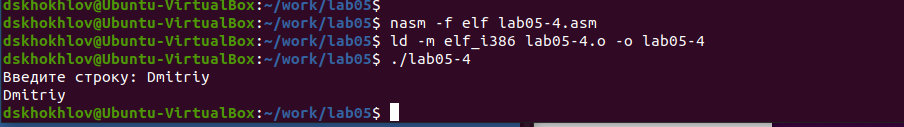 dskhokhlov@Ubuntu-VirtualBox:~/work/lab05$
dskhokhlov@Ubuntu-VirtualBox:~/work/lab05$ nasm -f elf lab05-4.asm
dskhokhlov@Ubuntu-VirtualBox:~/work/lab05$ ld -m elf_i386 lab05-4.o -o lab05-4
dskhokhlov@Ubuntu-VirtualBox:~/work/lab05$ ./lab05-4
Введите строку: Dmitriy
Dmitriy
dskhokhlov@Ubuntu-VirtualBox:~/work/lab05$